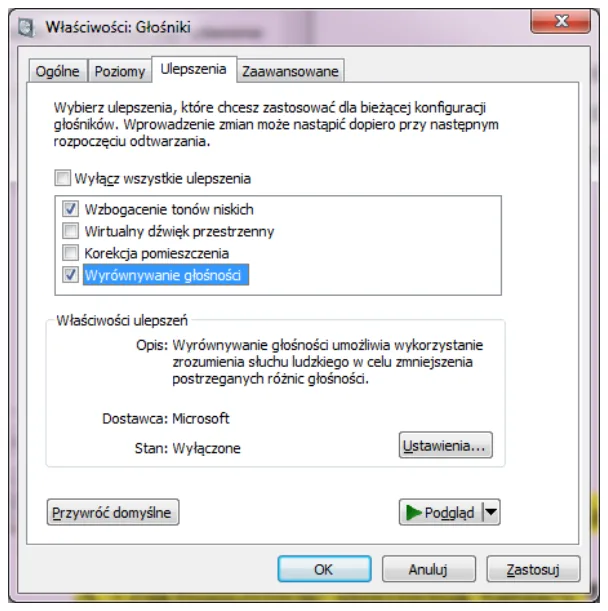 Właściwości: Głośniki
Ogólne Poziomy Ulepszenia Zaawansowane
Wybierz ulepszenia, które chcesz zastosować dla bieżącej konfiguracji
głośników. Wprowadzenie zmian może nastąpić dopiero przy następnym
rozpoczęciu odtwarzania.
Wyłącz wszystkie ulepszenia
Wzbogacenie tonów niskich
Wirtualny dźwięk przestrzenny
Korekcja pomieszczenia
Wyrównywanie głośności
Właściwości ulepszeń
Opis: Wyrównywanie głośności umożliwia wykorzystanie
zrozumienia słuchu ludzkiego w celu zmniejszenia
postrzeganych różnic głośności.
Dostawca: Microsoft
Stan: Wyłączone
Ustawienia...
Przywróć domyślne
Podgląd
OK Anuluj Zastosuj